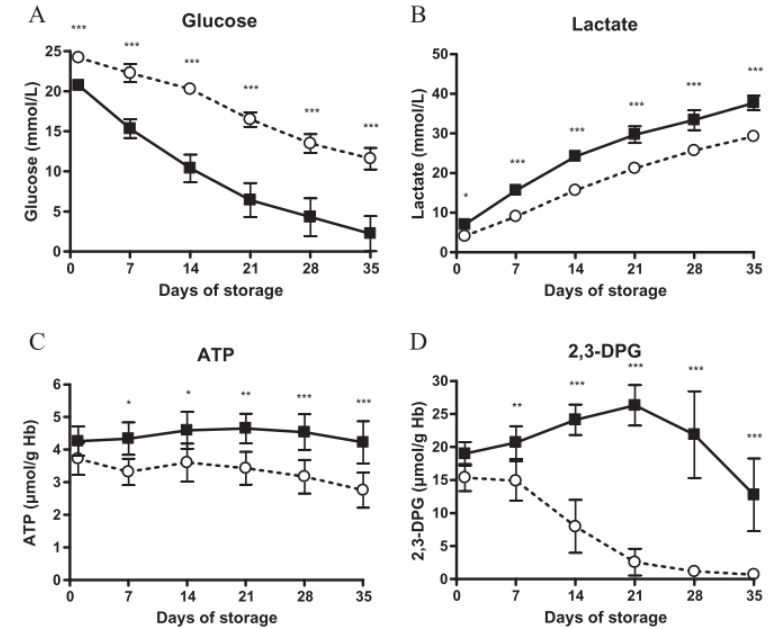 A
Glucose
*** *** *** *** *** ***
Glucose (mmol/L)
25
20
15
10
5
0
0 7 14 21 28 35
Days of storage
B
Lactate
* *** *** *** *** ***
Lactate (mmol/L)
50
40
30
20
10
0
0 7 14 21 28 35
Days of storage
C
ATP
* * ** *** ***
ATP (μmol/g Hb)
6
5
4
3
2
1
0
0 7 14 21 28 35
Days of storage
D
2,3-DPG
** *** *** *** ***
2,3-DPG (μmol/g Hb)
30
25
20
15
10
5
0
0 7 14 21 28 35
Days of storage